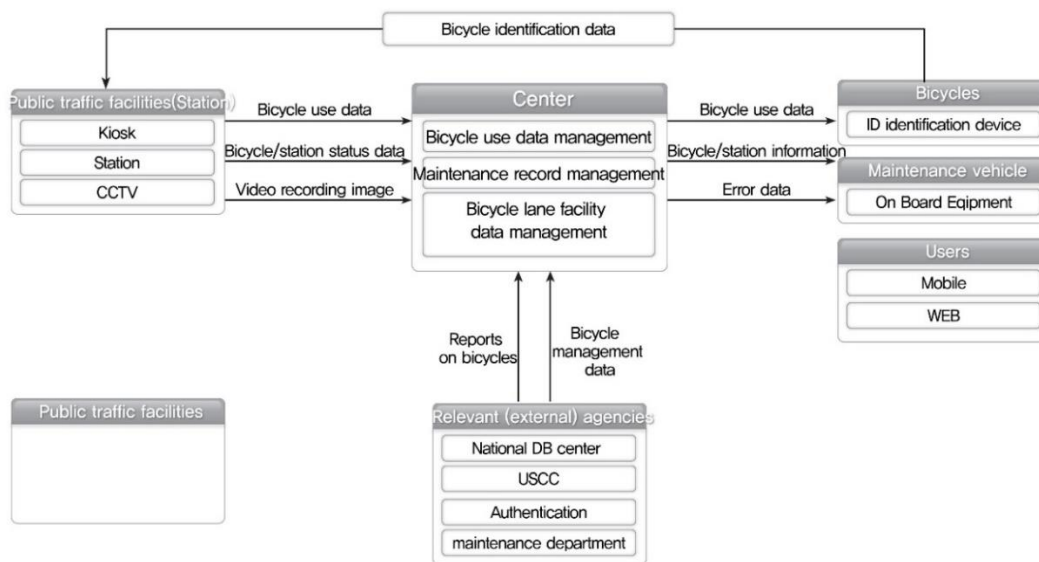 Bicycle identification data
Public traffic facilities(Station)
Kiosk
Station
CCTV
Bicycle use data
Bicycle/station status data
Video recording image
Center
Bicycle use data management
Maintenance record management
Bicycle lane facility
data management
Bicycle use data
Bicycle/station information
Error data
Bicycles
ID identification device
Maintenance vehicle
On Board Eqipment
Users
Mobile
WEB
Reports
on bicycles
Bicycle
management
data
Public traffic facilities
Relevant (external) agencies
National DB center
USCC
Authentication
maintenance department